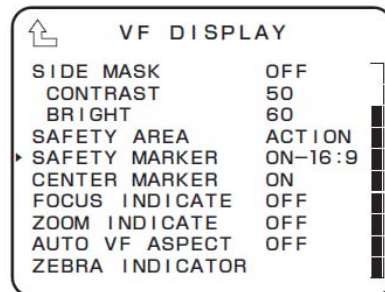 VF DISPLAY
SIDE MASK OFF
CONTRAST 50
BRIGHT 60
SAFETY AREA ACTION
SAFETY MARKER ON-16:9
CENTER MARKER ON
FOCUS INDICATE OFF
ZOOM INDICATE OFF
AUTO VF ASPECT OFF
ZEBRA INDICATOR